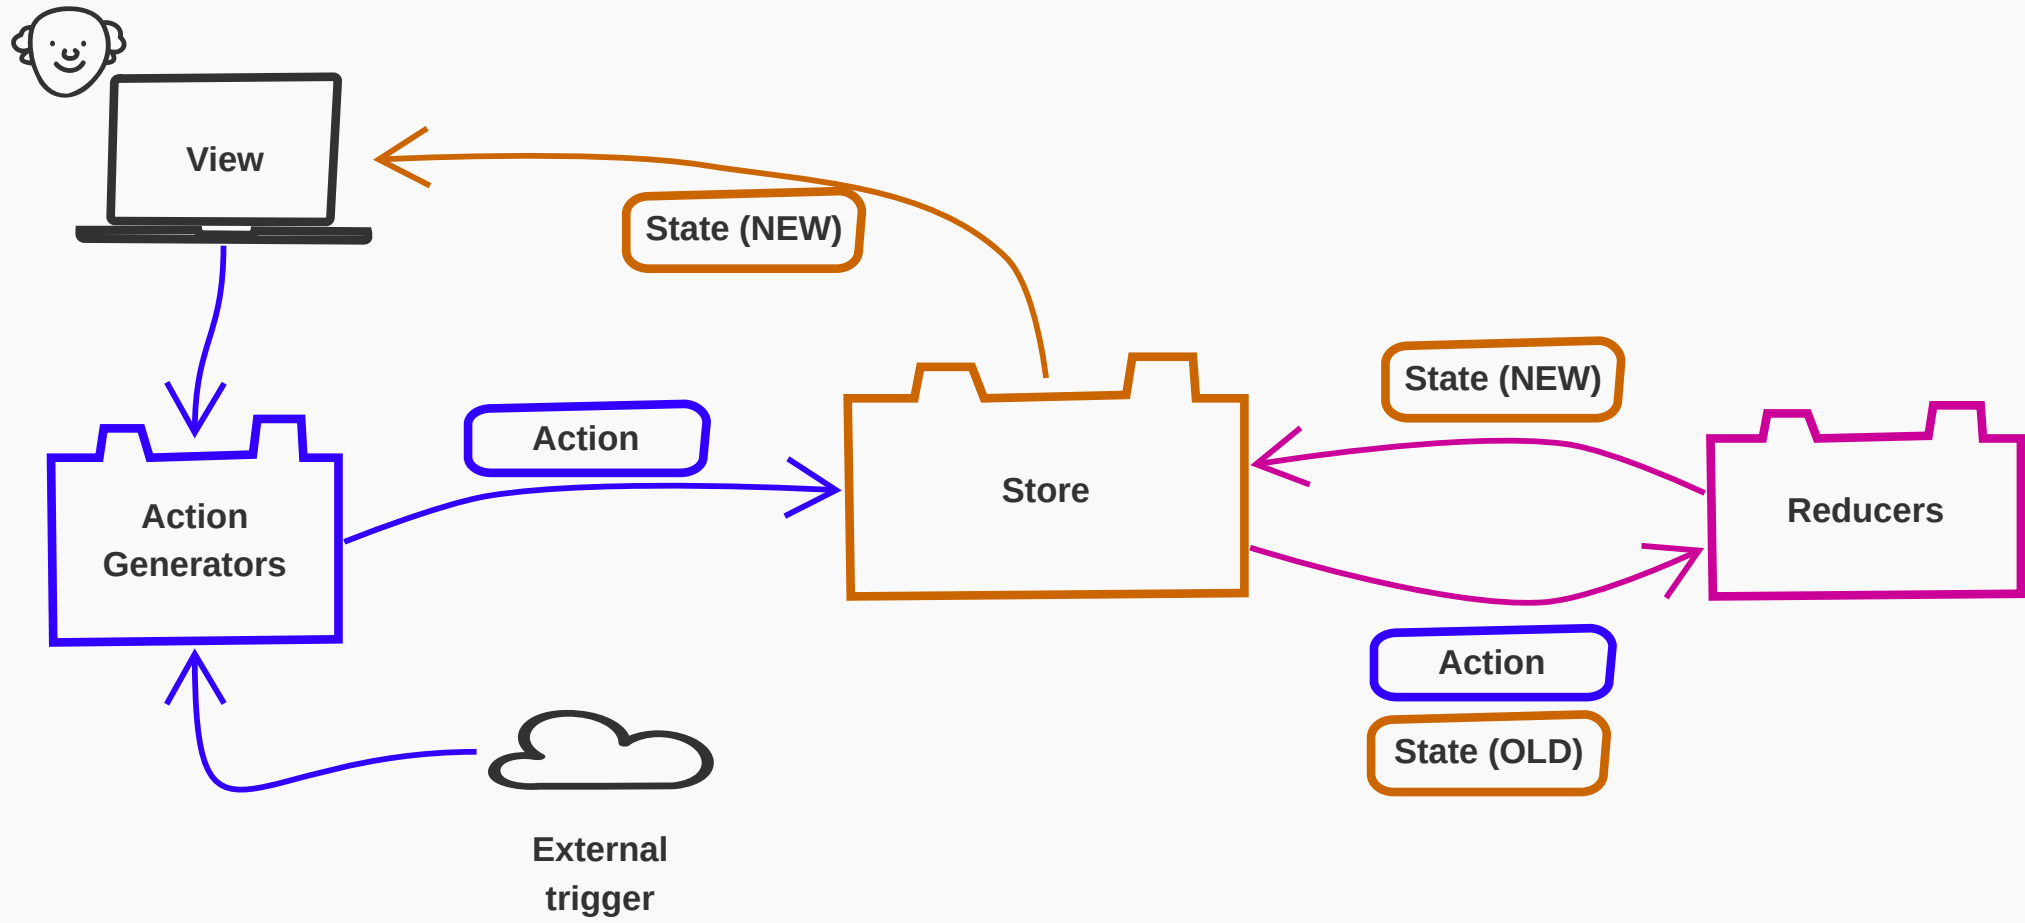 View
State (NEW)
State (NEW)
Action
Store
Reducers
Action
Generators
Action
State (OLD)
External
trigger